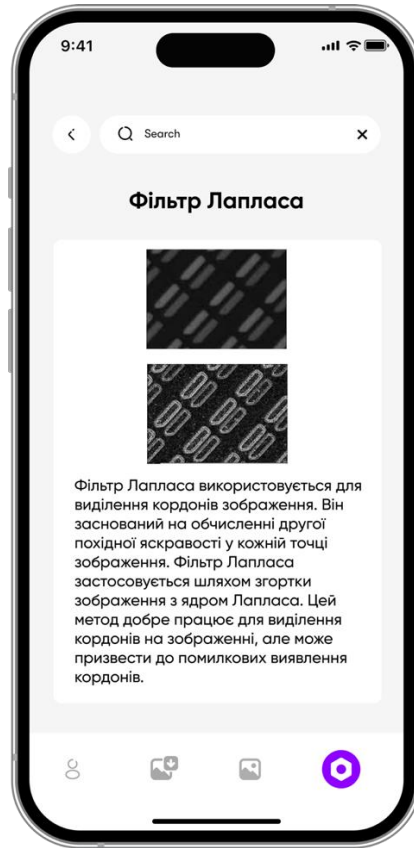 9:41
Search
Фільтр Лапласа
Фільтр Лапласа використовується для
виділення кордонів зображення. Він
заснований на обчисленні другої
похідної яскравості у кожній точці
зображення. Фільтр Лапласа
застосовується шляхом згортки
зображення з ядром Лапласа. Цей
метод добре працює для виділення
кордонів на зображенні, але може
призвести до помилкових виявлення
кордонів.